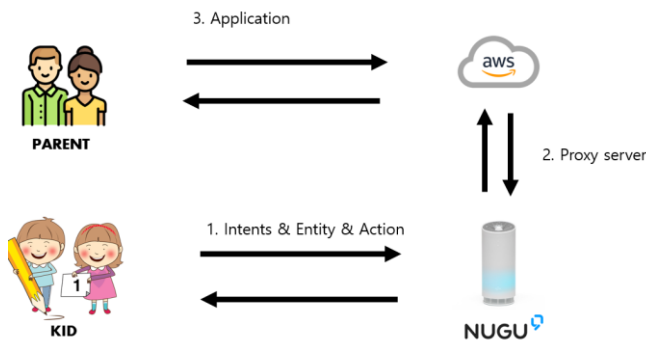 3. Application
aws
PARENT
2. Proxy server
1. Intents & Entity & Action
1
KID
NUGU